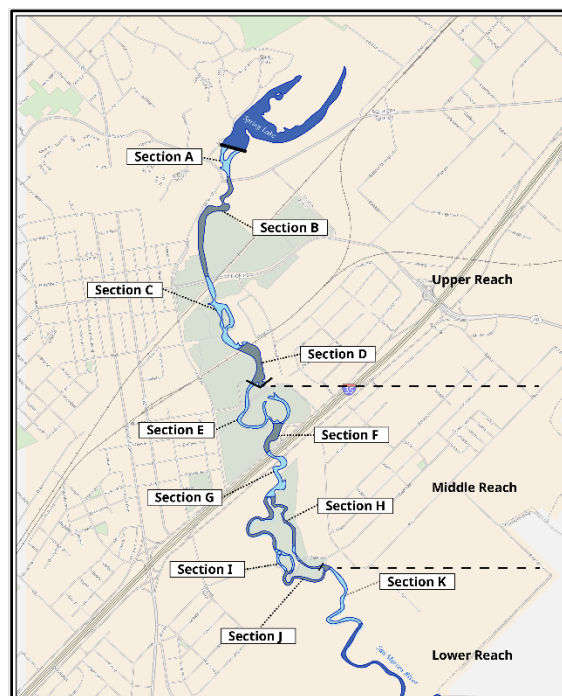 Spring Lake
Section A
Section B
Upper Reach
Section C
Section D
35
Section E
Section F
Section G
Middle Reach
Section H
Section I
Section K
Section J
San Marcos River
Lower Reach